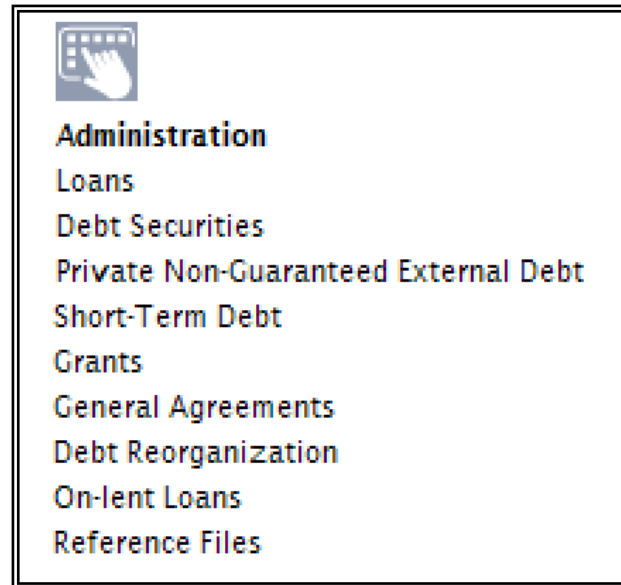 Administration
Loans
Debt Securities
Private Non-Guaranteed External Debt
Short-Term Debt
Grants
General Agreements
Debt Reorganization
On-lent Loans
Reference Files